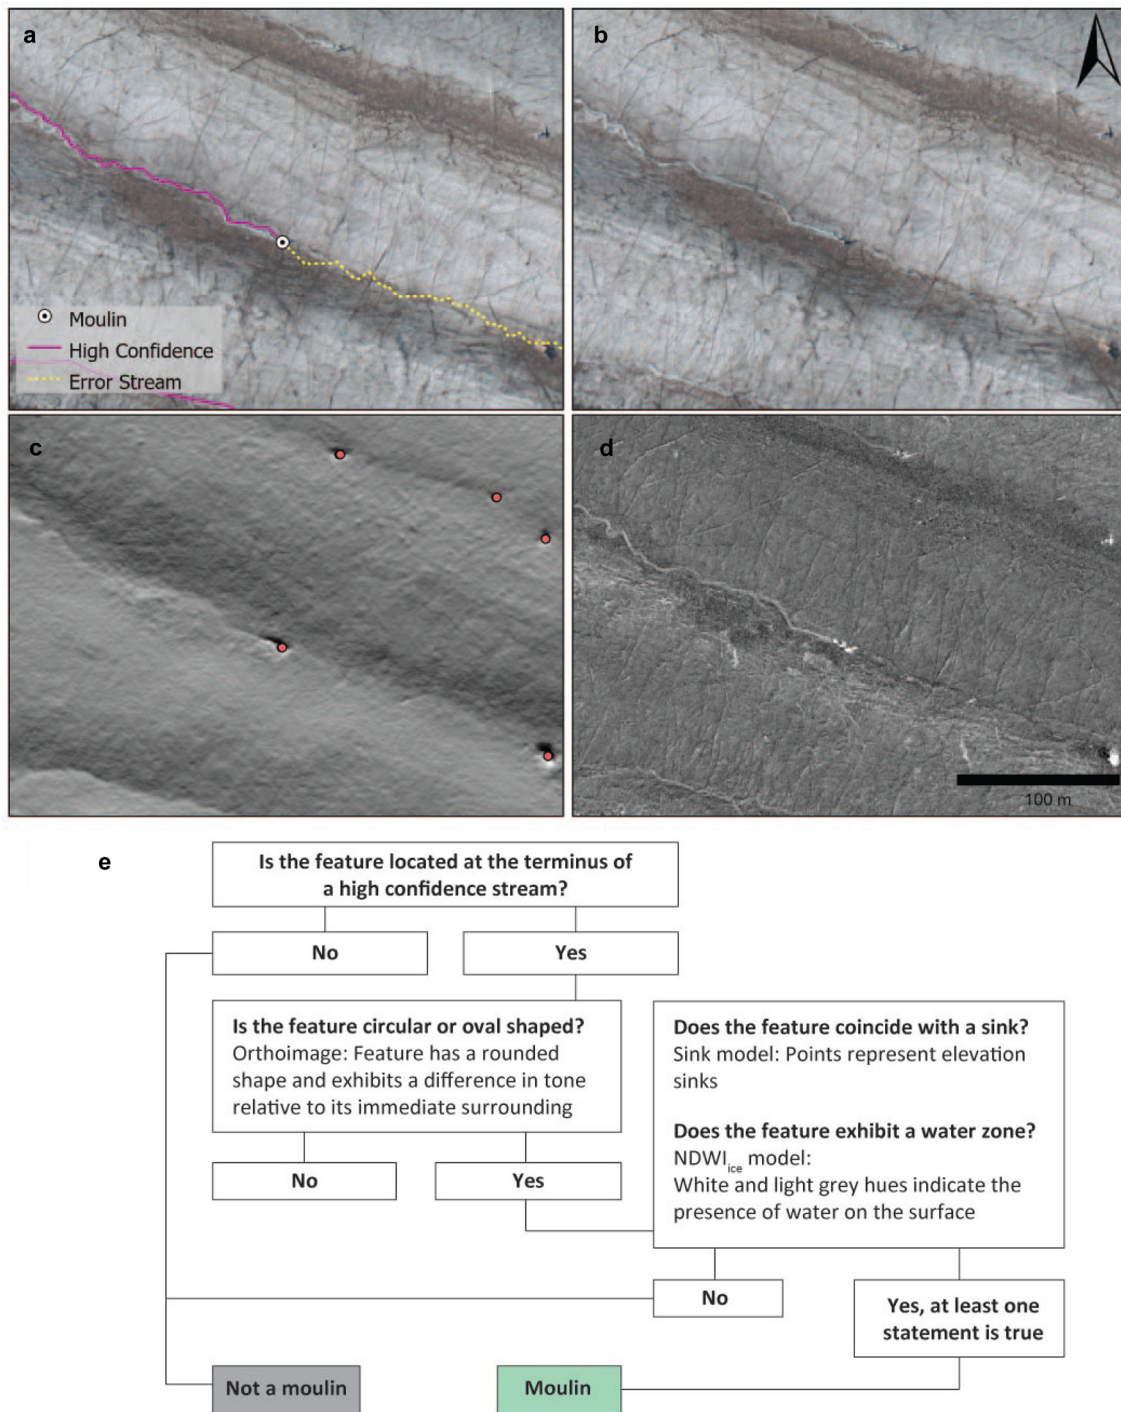 a
b
Moulin
High Confidence
Error Stream
c
d
100 m
e
Is the feature located at the terminus of
a high confidence stream?
No
Yes
Is the feature circular or oval shaped?
Orthoimage: Feature has a rounded
shape and exhibits a difference in tone
relative to its immediate surrounding
Does the feature coincide with a sink?
Sink model: Points represent elevation
sinks
Does the feature exhibit a water zone?
NDWIice model:
White and light grey hues indicate the
presence of water on the surface
No
Yes
No
Yes, at least one
statement is true
Not a moulin
Moulin